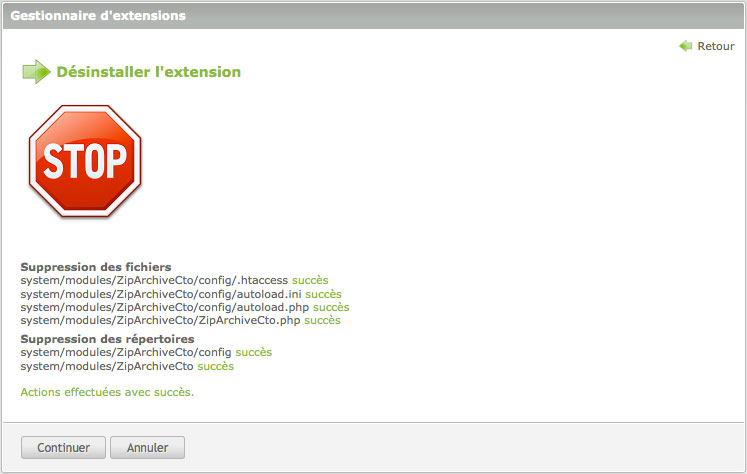 Gestionnaire d'extensions
Retour
Désinstaller l'extension
STOP
Suppression des fichiers
system/modules/ZipArchiveCto/config/.htaccess succès
system/modules/ZipArchiveCto/config/autoload.ini succès
system/modules/ZipArchiveCto/config/autoload.php succès
system/modules/ZipArchiveCto/ZipArchiveCto.php succès
Suppression des répertoires
system/modules/ZipArchiveCto/config succès
system/modules/ZipArchiveCto succès
Actions effectuées avec succès.
Continuer
Annuler